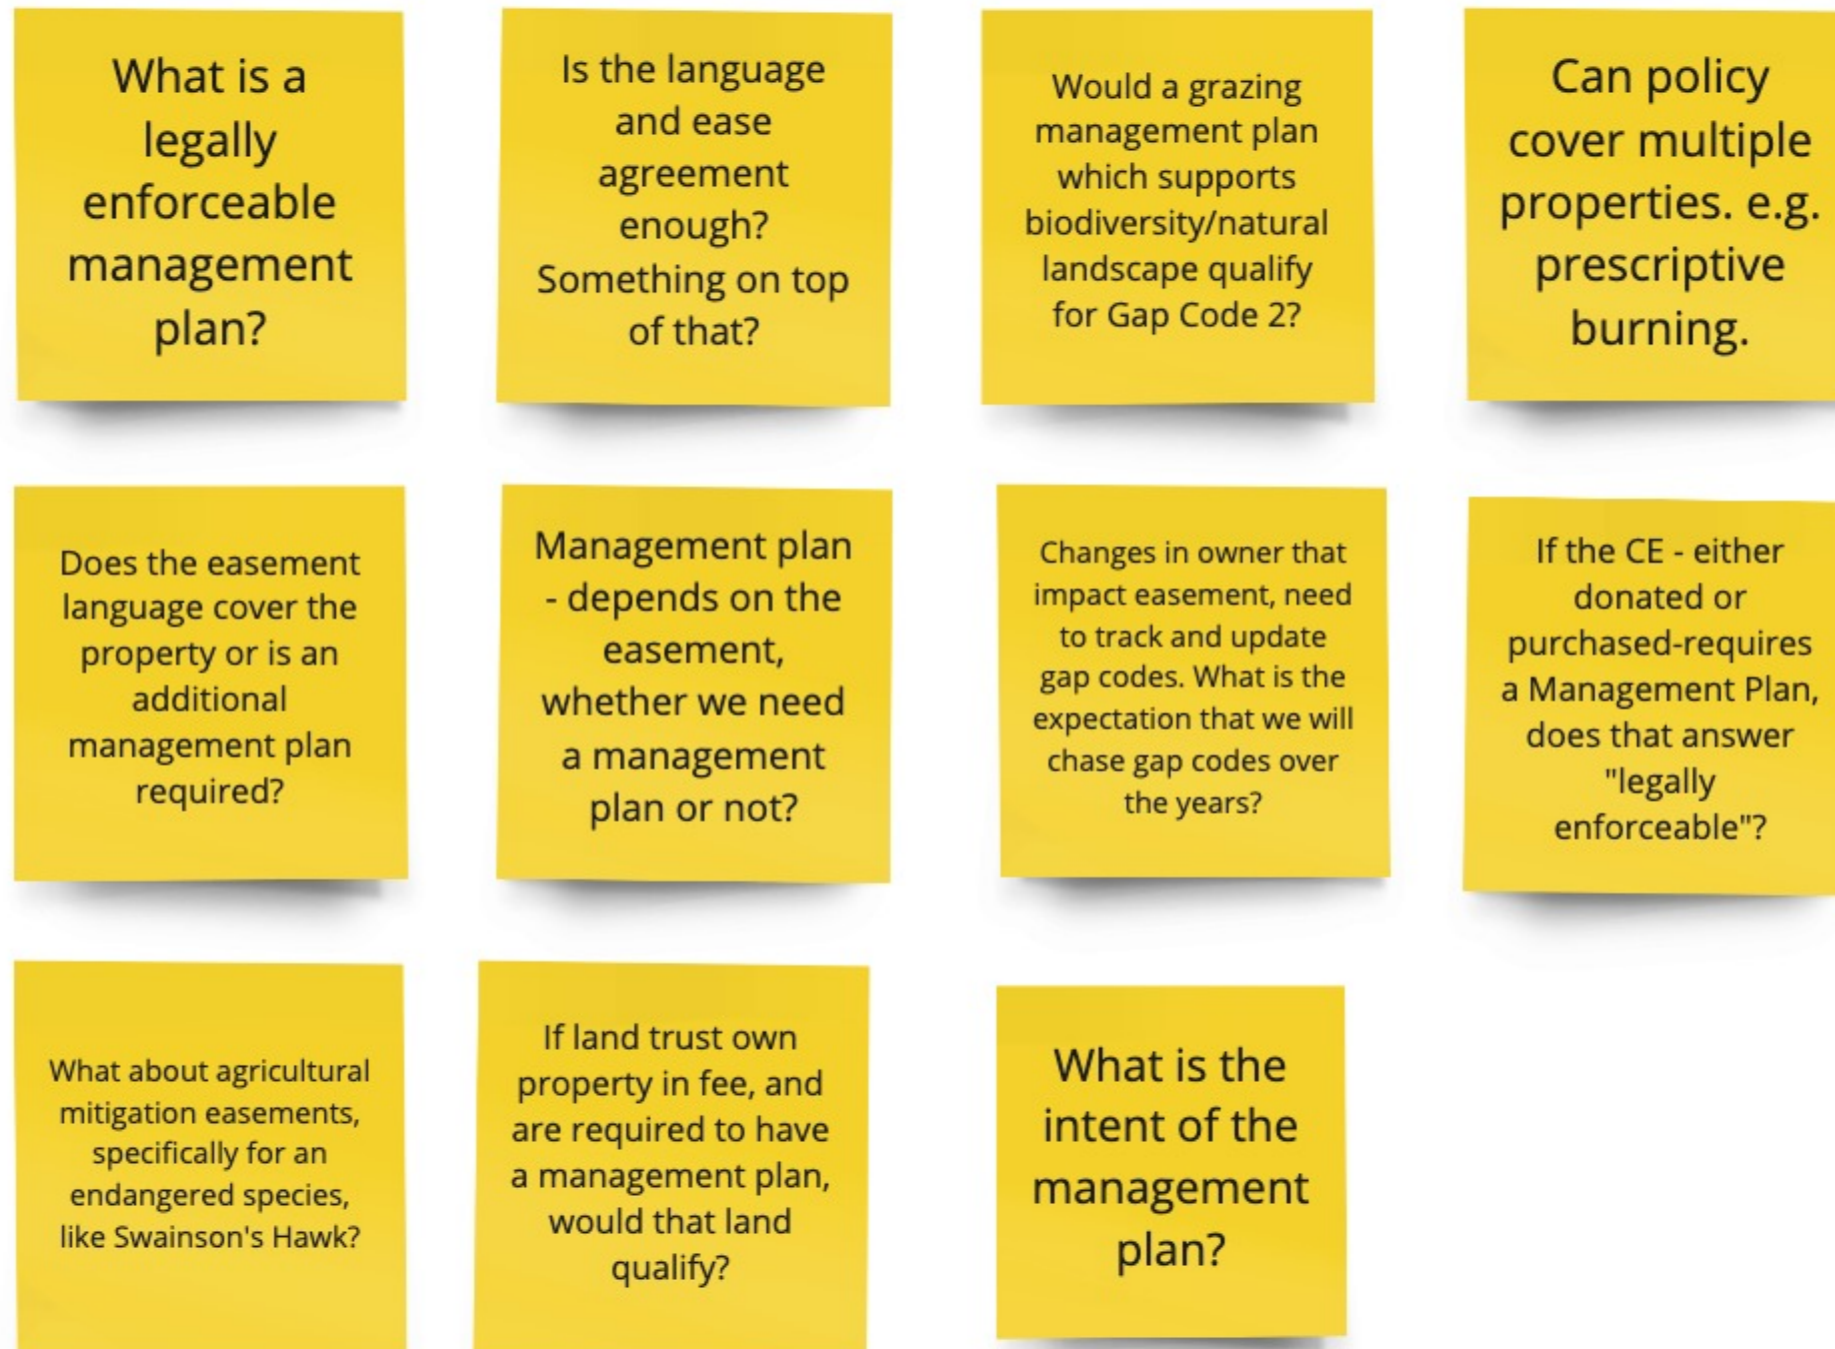 What is a
legally
enforceable
management
plan?
Is the language
and ease
agreement
enough?
Something on top
of that?
Would a grazing
management plan
which supports
biodiversity/natural
landscape qualify
for Gap Code 2?
Can policy
cover multiple
properties. e.g.
prescriptive
burning.
Does the easement
language cover the
property or is an
additional
management plan
required?
Management plan
- depends on the
easement,
whether we need
a management
plan or not?
Changes in owner that
impact easement, need
to track and update
gap codes. What is the
expectation that we will
chase gap codes over
the years?
If the CE - either
donated or
purchased-requires
a Management Plan,
does that answer
"legally
enforceable"?
What about agricultural
mitigation easements,
specifically for an
endangered species,
like Swainson's Hawk?
If land trust own
property in fee, and
are required to have
a management plan,
would that land
qualify?
What is the
intent of the
management
plan?